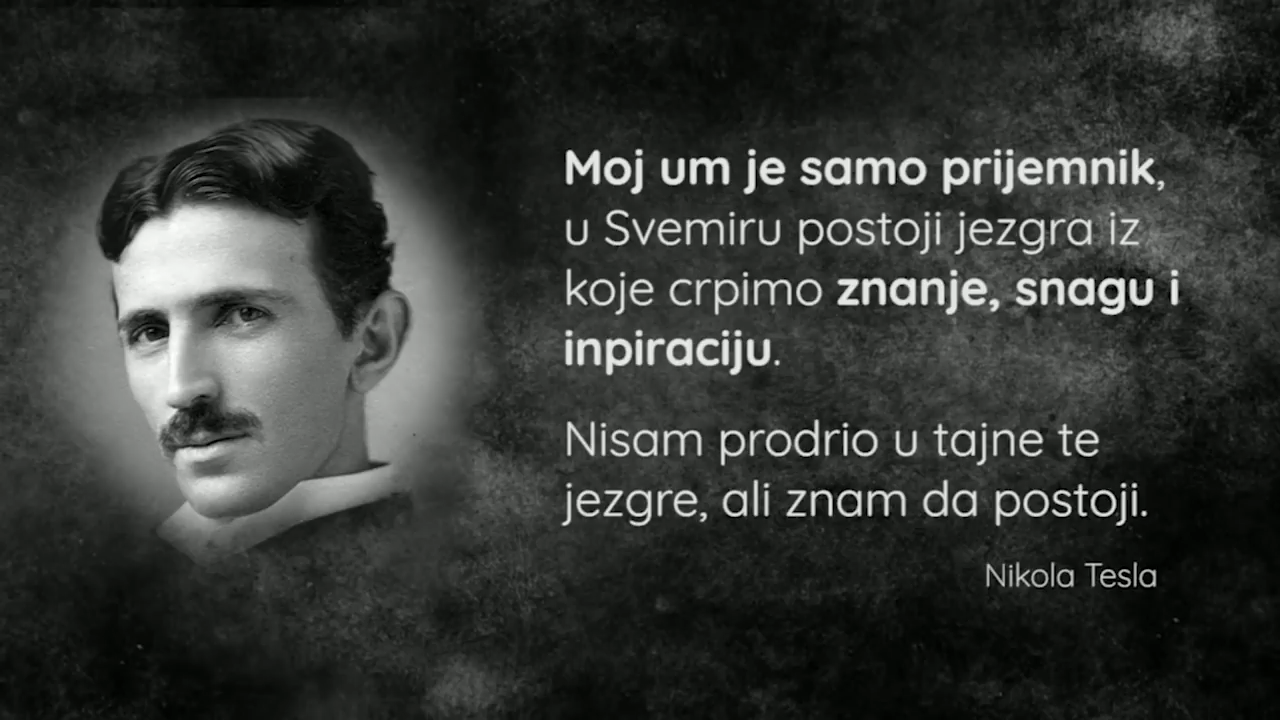 Moj um je samo prijemnik,
u Svemiru postoji jezgra iz
koje crpimo znanje, snagu i
inpiraciju.
Nisam prodrio u tajne te
jezgre, ali znam da postoji.
Nikola Tesla